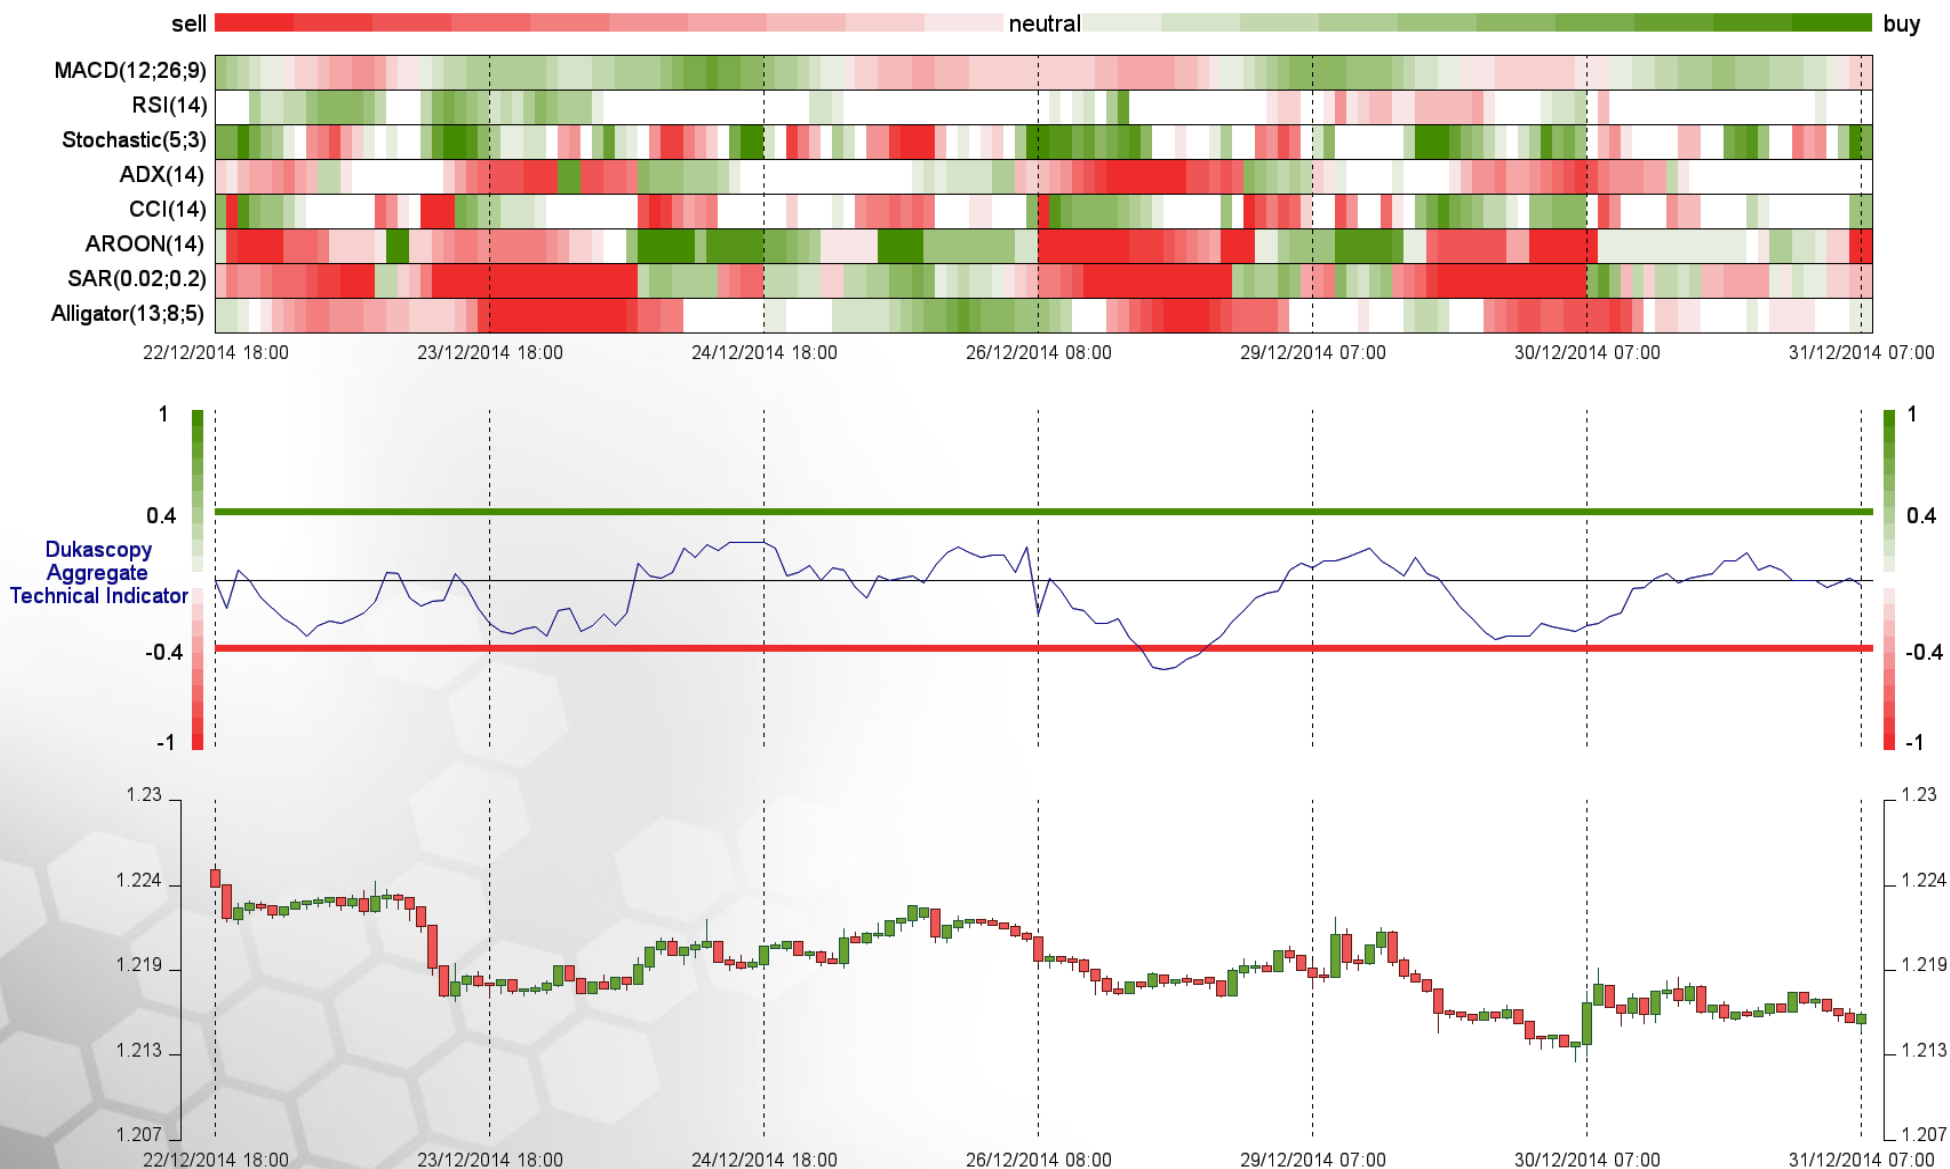 sell neutral buy
MACD(12;26;9)
RSI(14)
Stochastic(5;3)
ADX(14)
CCI(14)
AROON(14)
SAR(0.02;0.2)
Alligator(13;8;5)
22/12/2014 18:00 23/12/2014 18:00 24/12/2014 18:00 26/12/2014 08:00 29/12/2014 07:00 30/12/2014 07:00 31/12/2014 07:00
1 1
0.4 0.4
Dukascopy
Aggregate
Technical Indicator
-0.4 -0.4
-1 -1
1.23 1.23
1.224 1.224
1.219 1.219
1.213 1.213
1.207 1.207
22/12/2014 18:00 23/12/2014 18:00 24/12/2014 18:00 26/12/2014 08:00 29/12/2014 07:00 30/12/2014 07:00 31/12/2014 07:00